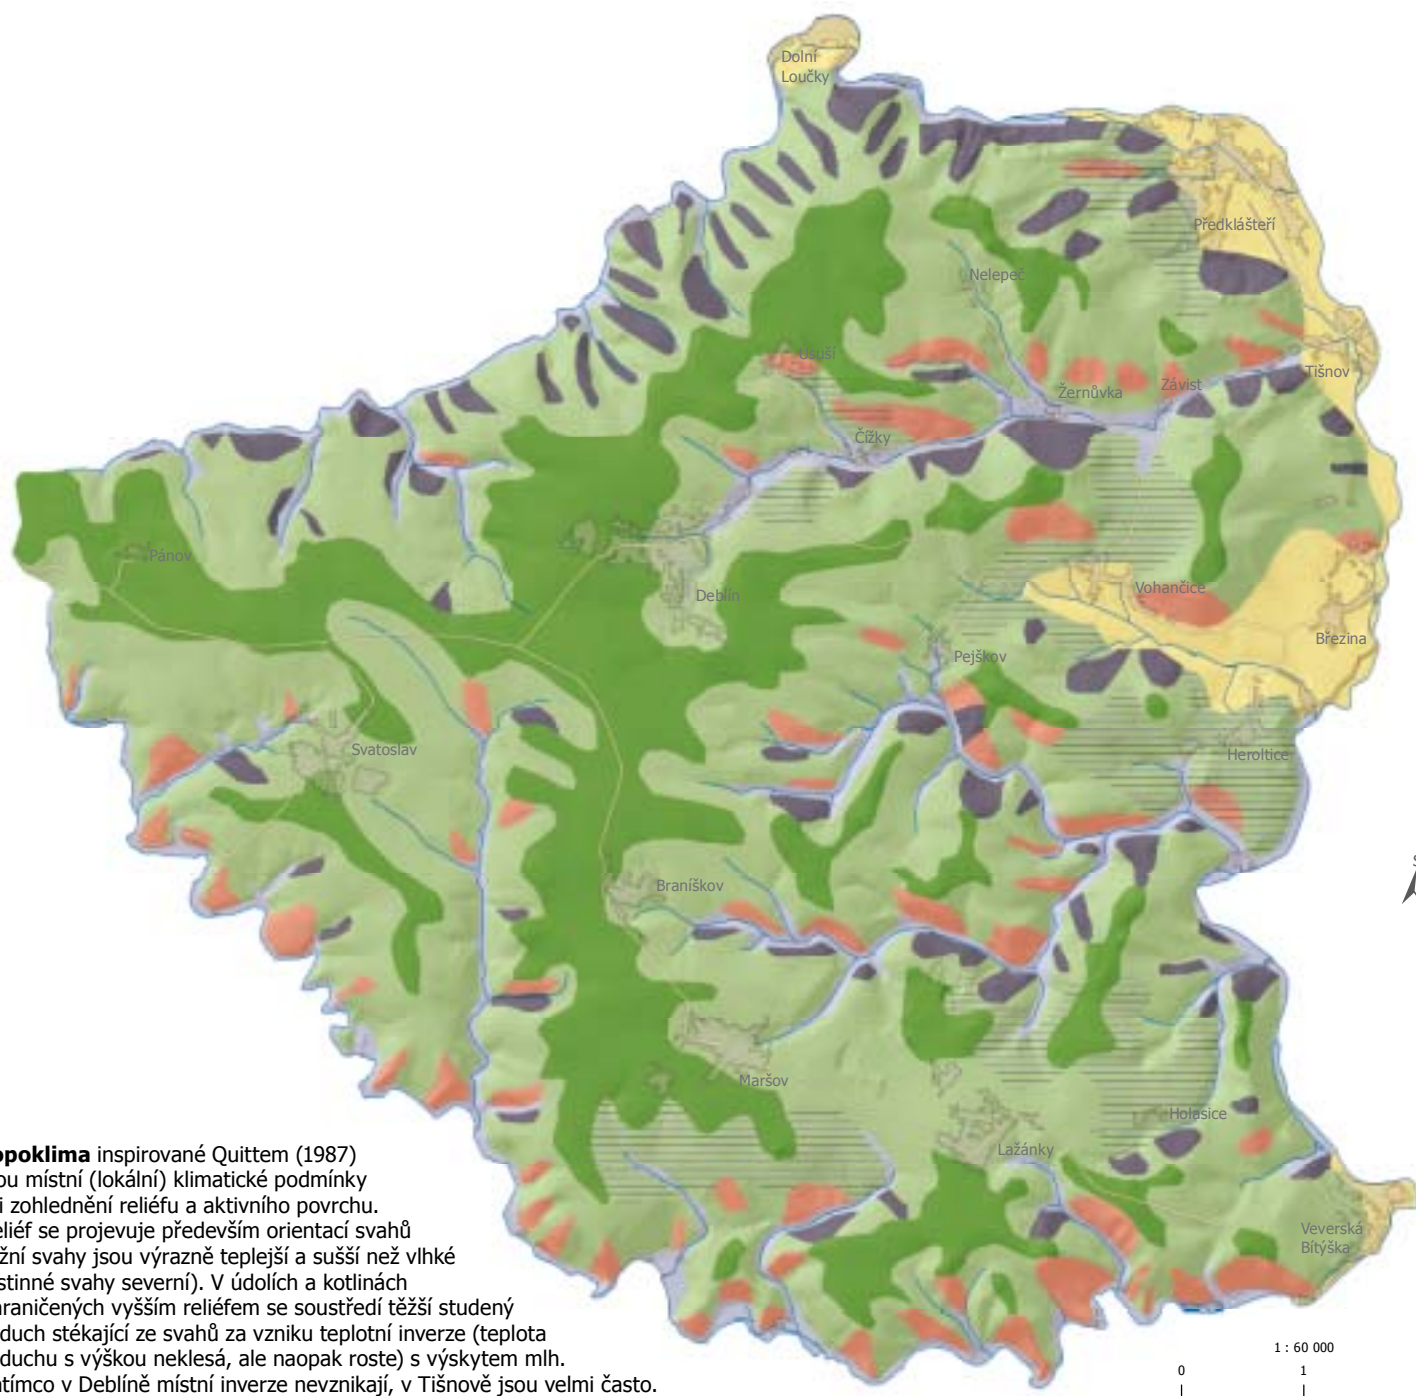 Dolní
Loučky
Předklášteří
Nelepeč
Úsuší
Tišnov
Závist
Žernůvka
Čížky
Pánov
Vohančice
Deblín
Březina
Pejškov
Svatoslav
Heroltice
Braníškov
Maršov
Holasice
Lažánky
Veverská
Bítýška
opoklima inspirované Quittem (1987)
ou místní (lokální) klimatické podmínky
i zohlednění reliéfu a aktivního povrchu.
eliéf se projevuje především orientací svahů
žní svahy jsou výrazně teplejší a sušší než vlhké
stinné svahy severní). V údolích a kotlinách
raničených vyšším reliéfem se soustředí těžší studený
duch stékající ze svahů za vzniku teplotní inverze (teplota
duchu s výškou neklesá, ale naopak roste) s výskytem mlh.
tímco v Deblíně místní inverze nevznikají, v Tišnově jsou velmi často.
1 : 60 000
0 1